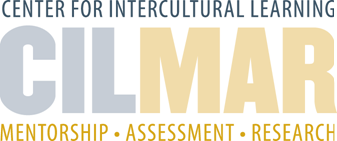 CENTER FOR INTERCULTURAL LEARNING
CILMAR
MENTORSHIP • ASSESSMENT • RESEARCH